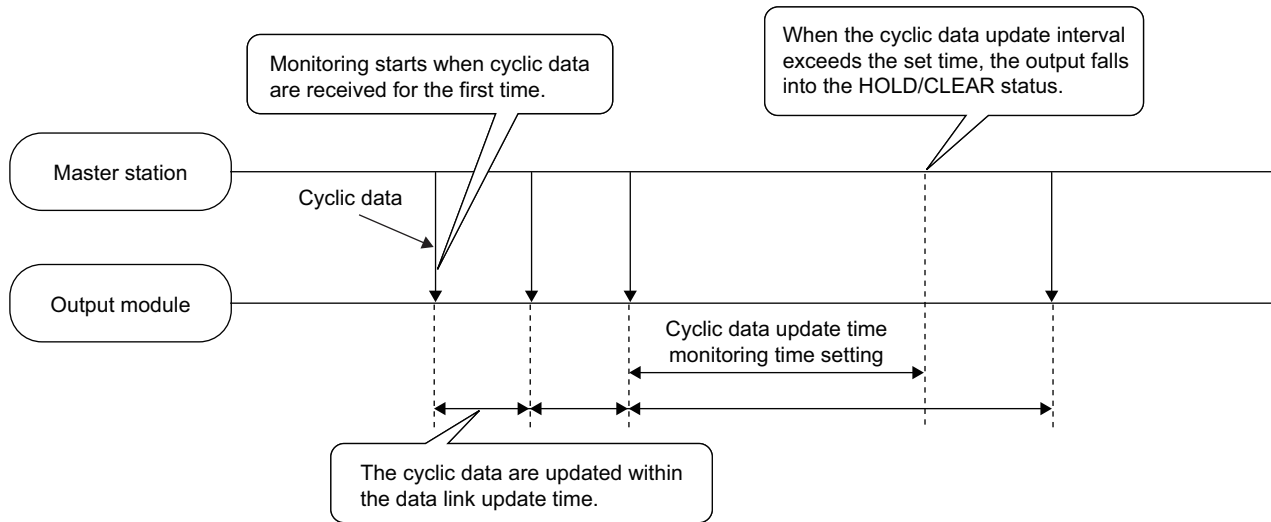 Monitoring starts when cyclic data
are received for the first time.
When the cyclic data update interval
exceeds the set time, the output falls
into the HOLD/CLEAR status.
Master station
Cyclic data
Output module
Cyclic data update time
monitoring time setting
The cyclic data are updated within
the data link update time.